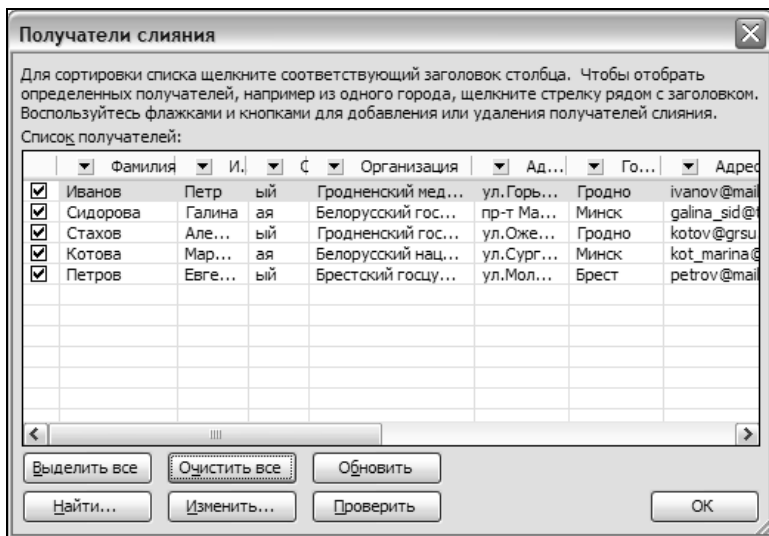 Получатели слияния
Для сортировки списка щелкните соответствующий заголовок столбца. Чтобы отобрать
определенных получателей, например из одного города, щелкните стрелку рядом с заголовком.
Воспользуйтесь флажками и кнопками для добавления или удаления получателей слияния.
Список получателей:
Фамилия И. Организация Ад... Го... Адрес
Иванов Петр ый Гродненский мед... ул.Горь... Гродно ivanov@mail
Сидорова Галина ая Белорусский гос... пр-т Ма... Минск galina_sid@
Стахов Але... ый Гродненский гос... ул.Оже... Гродно kotov@grsu.
Котова Мар... ая Белорусский нац... ул.Сург... Минск kot_marina@
Петров Евге... ый Брестский госцу... ул.Мол... Брест petrov@mail
Выделить все Очистить все Обновить
Найти... Изменить... Проверить ОК